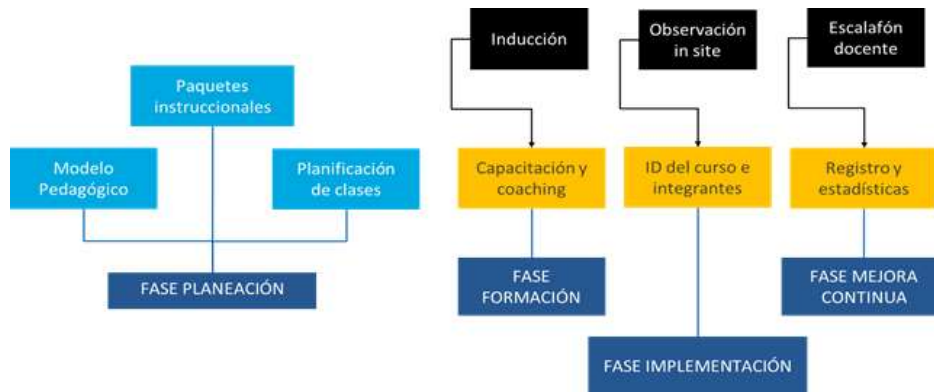 Paquetes
instruccionales
Modelo
Pedagógico
Planificación
de clases
FASE PLANEACIÓN
Inducción
Observación
in site
Escalafón
docente
Capacitación y
coaching
ID del curso e
integrantes
Registro y
estadísticas
FASE
FORMACIÓN
FASE MEJORA
CONTINUA
FASE IMPLEMENTACIÓN